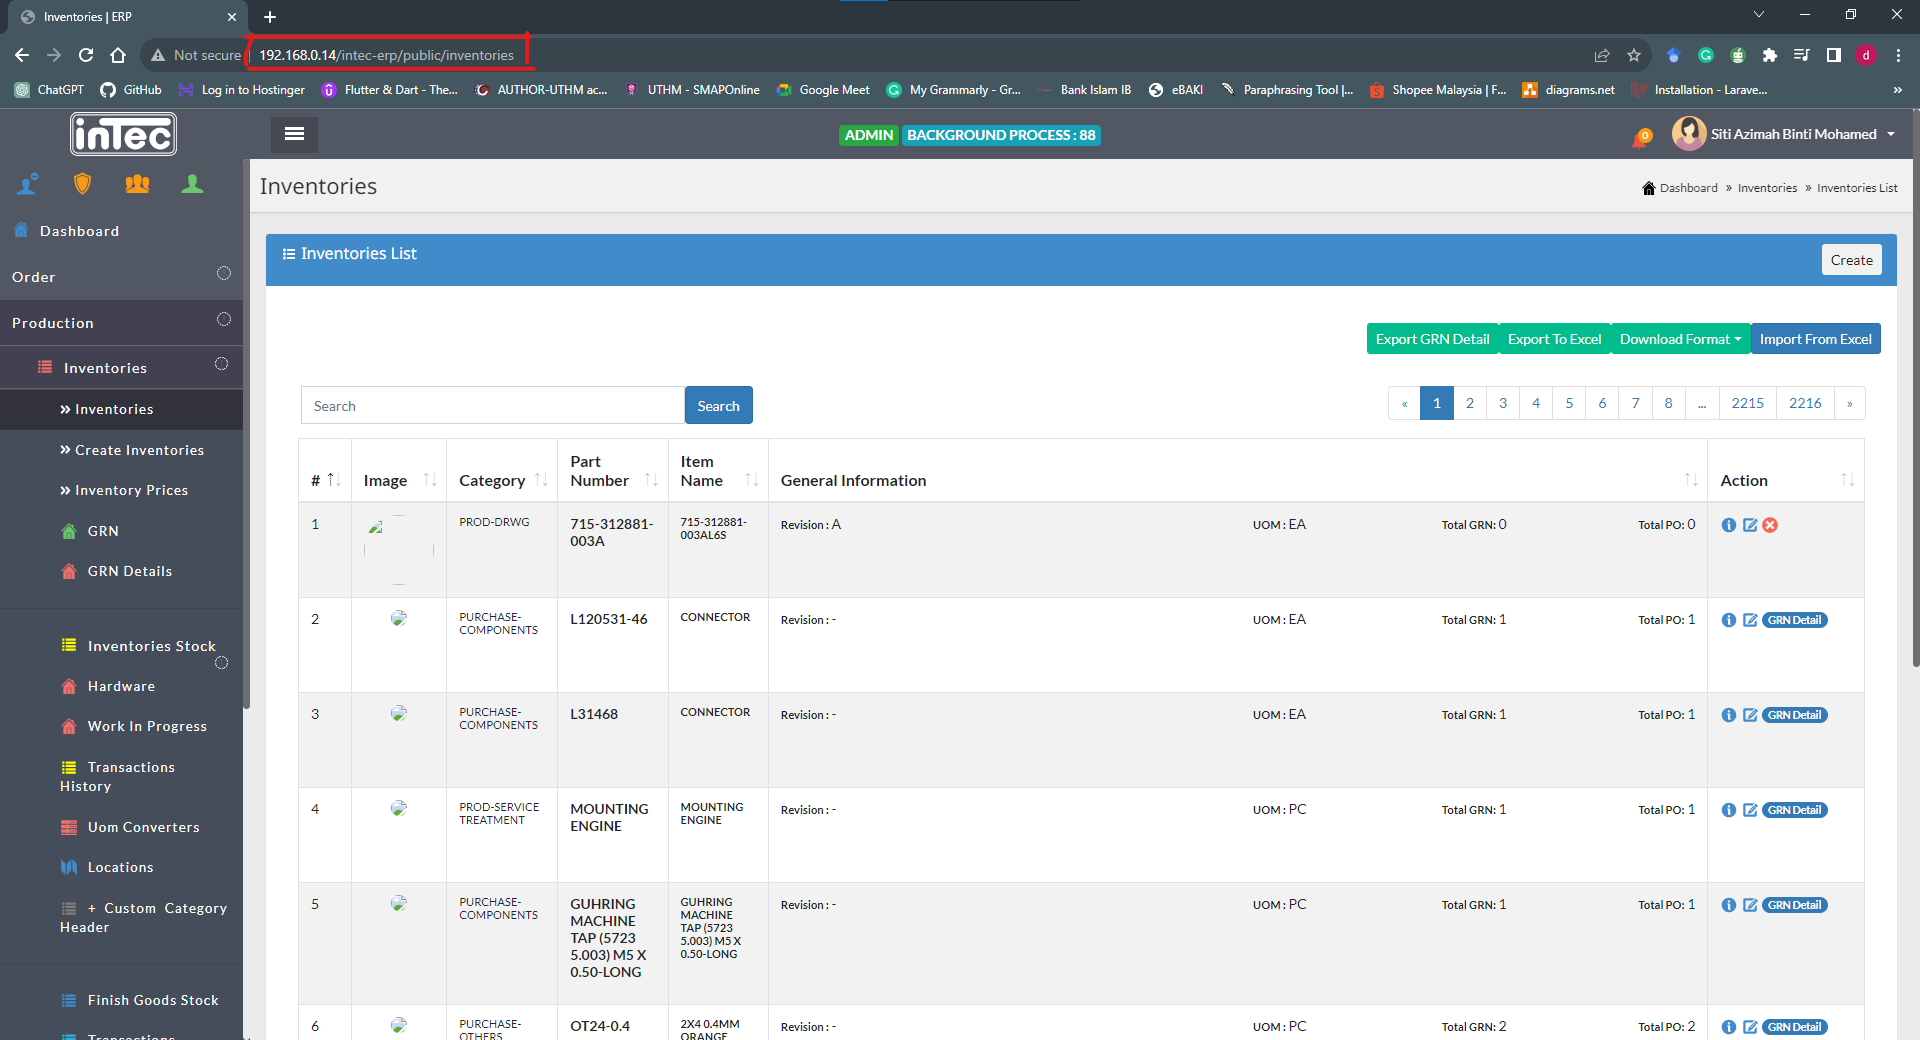 Inventories | ERP
Not secure
192.168.0.14/intec-erp/public/inventories
d
ChatGPT
GitHub
Log in to Hostinger
Flutter & Dart - The...
AUTHOR-UTHM ac...
UTHM - SMAPOnline
Google Meet
My Grammarly - Gr...
Bank Islam IB
eBAKI
Paraphrasing Tool |...
Shopee Malaysia | F...
diagrams.net
Installation - Larave...
»
inTec
ADMIN
BACKGROUND PROCESS : 88
0
Siti Azimah Binti Mohamed
Dashboard
Order
Production
Inventories
» Inventories
» Create Inventories
» Inventory Prices
GRN
GRN Details
Inventories Stock
Hardware
Work In Progress
Transactions
History
Uom Converters
Locations
+ Custom Category
Header
Finish Goods Stock
Transactions
Inventories
Dashboard » Inventories » Inventories List
Inventories List
Create
Export GRN Detail
Export To Excel
Download Format
Import From Excel
Search
Search
« 1 2 3 4 5 6 7 8 ... 2215 2216 »
# Image Category Part Number Item Name General Information Action
1 PROD-DRWG 715-312881-003A 715-312881-003AL6S Revision : A UOM : EA Total GRN: 0 Total PO: 0
2 PURCHASE-COMPONENTS L120531-46 CONNECTOR Revision : - UOM : EA Total GRN: 1 Total PO: 1 GRN Detail
3 PURCHASE-COMPONENTS L31468 CONNECTOR Revision : - UOM : EA Total GRN: 1 Total PO: 1 GRN Detail
4 PROD-SERVICE TREATMENT MOUNTING ENGINE MOUNTING ENGINE Revision : - UOM : PC Total GRN: 1 Total PO: 1 GRN Detail
5 PURCHASE-COMPONENTS GUHRING MACHINE TAP (5723 5.003) M5 X 0.50-LONG GUHRING MACHINE TAP (5723 5.003) M5 X 0.50-LONG Revision : - UOM : PC Total GRN: 1 Total PO: 1 GRN Detail
6 PURCHASE-OTHERS OT24-0.4 2X4 0.4MM ORANGE Revision : - UOM : PC Total GRN: 2 Total PO: 2 GRN Detail